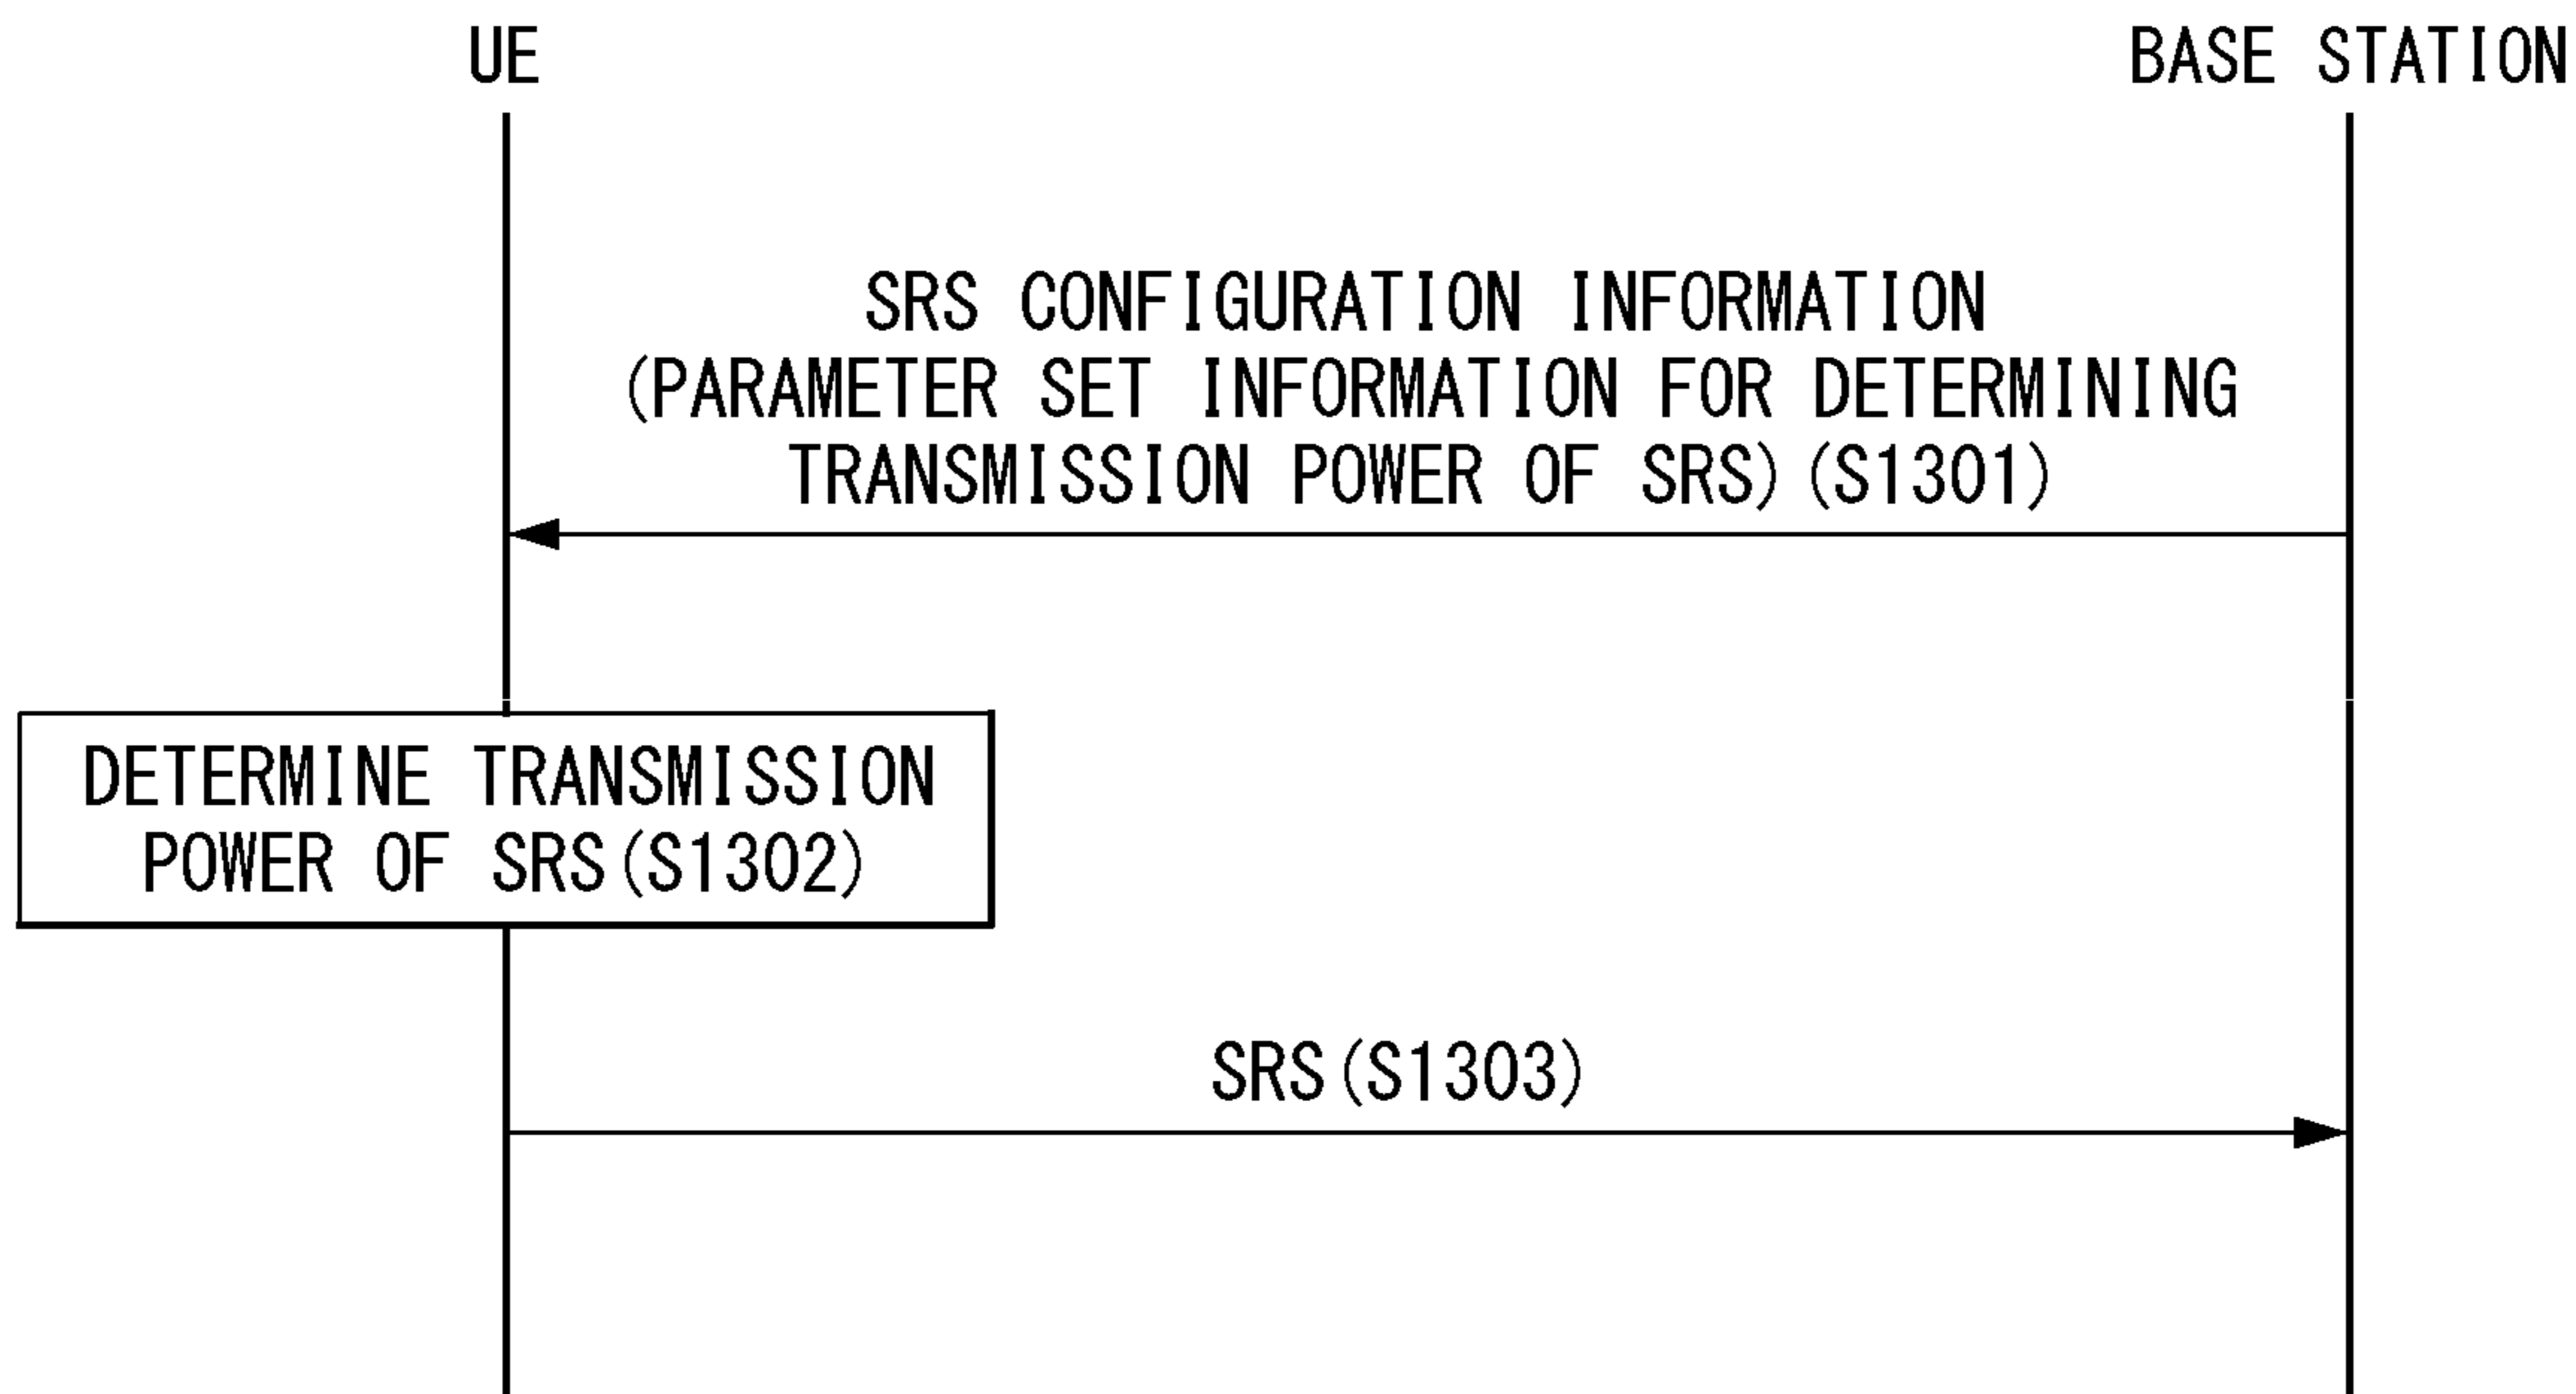 UE
BASE STATION
SRS CONFIGURATION INFORMATION
(PARAMETER SET INFORMATION FOR DETERMINING
TRANSMISSION POWER OF SRS) (S1301)
DETERMINE TRANSMISSION
POWER OF SRS (S1302)
SRS (S1303)